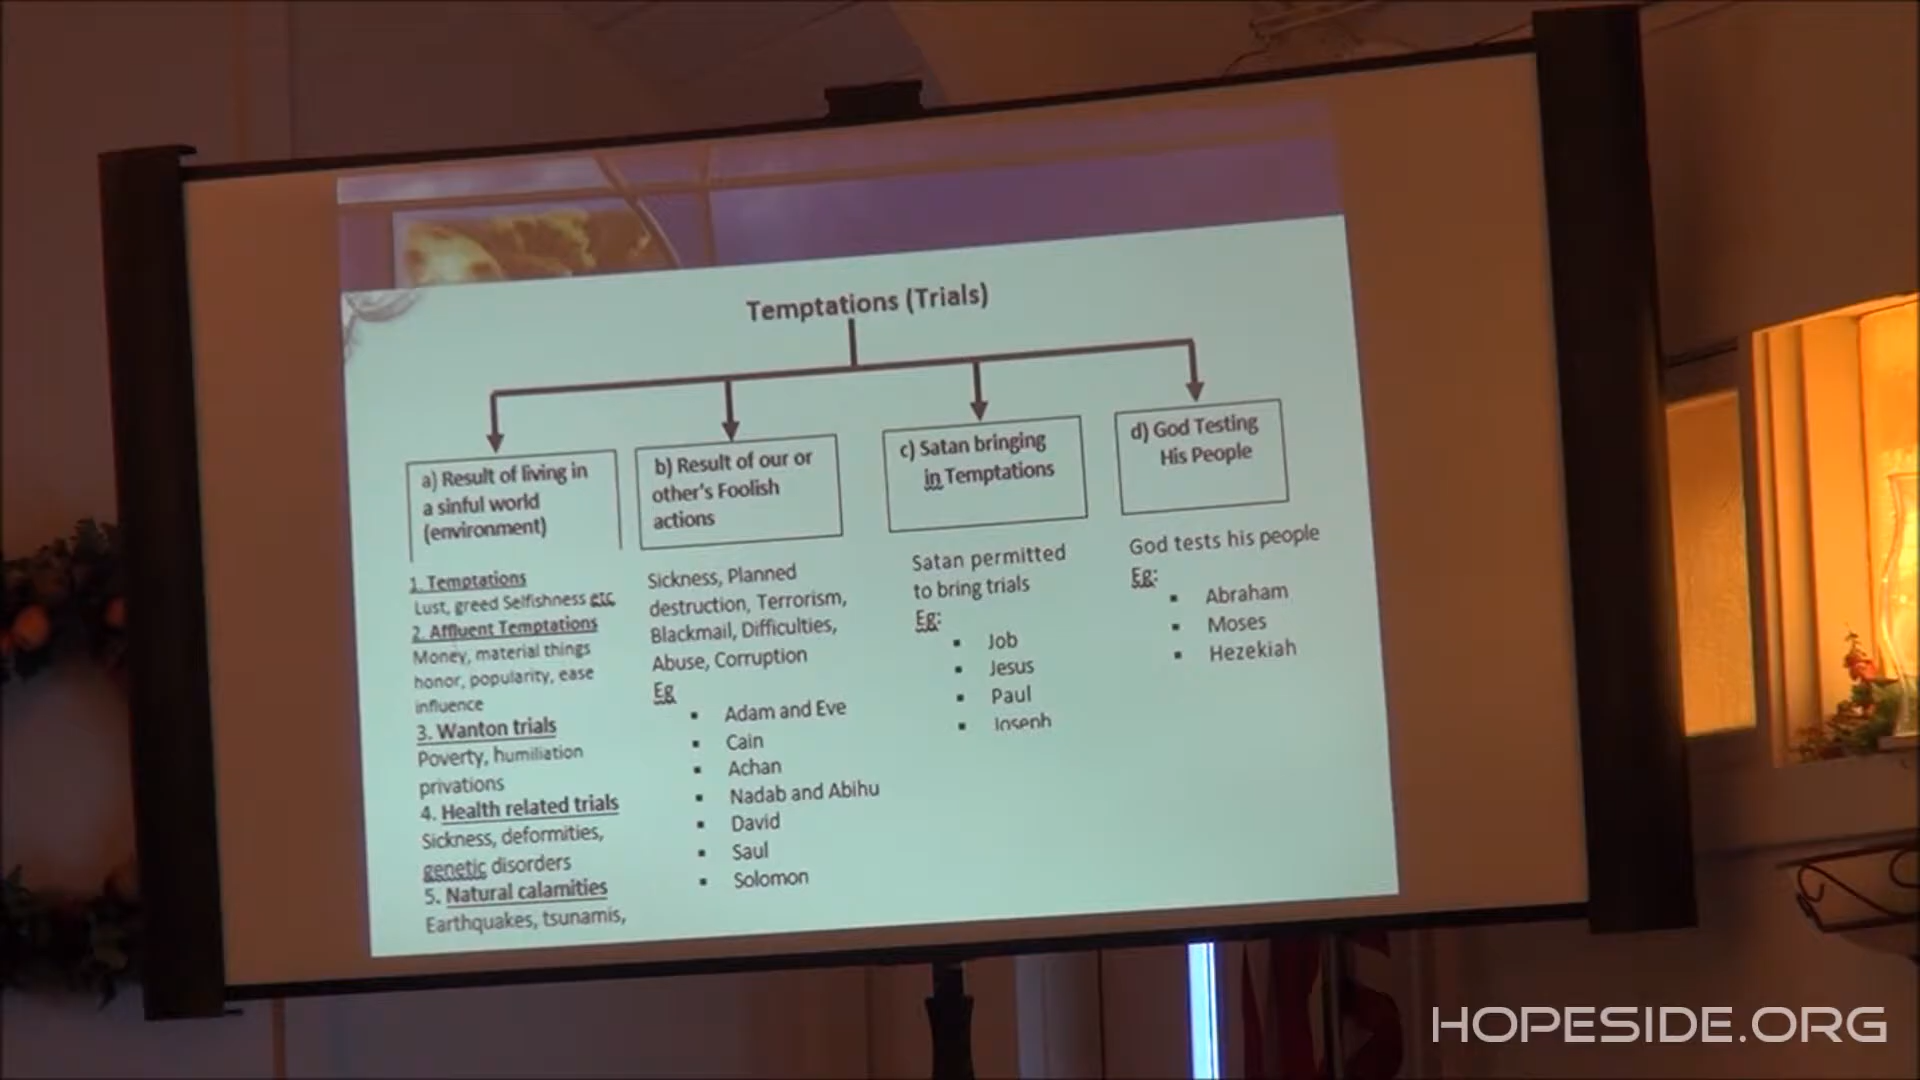 Temptations (Trials)
a) Result of living in
a sinful world
(environment)
1. Temptations
Lust, greed Selfishness etc
2. Affluent Temptations
Money, material things
honor, popularity, ease
influence
3. Wanton trials
Poverty, humiliation
privations
4. Health related trials
Sickness, deformities,
genetic disorders
5. Natural calamities
Earthquakes, tsunamis,
b) Result of our or
other's Foolish
actions
Sickness, Planned
destruction, Terrorism,
Blackmail, Difficulties,
Abuse, Corruption
Eg
▪ Adam and Eve
▪ Cain
▪ Achan
▪ Nadab and Abihu
▪ David
▪ Saul
▪ Solomon
c) Satan bringing
in Temptations
Satan permitted
to bring trials
Eg:
▪ Job
▪ Jesus
▪ Paul
▪ Joseph
d) God Testing
His People
God tests his people
Eg:
▪ Abraham
▪ Moses
▪ Hezekiah
HOPESIDE.ORG